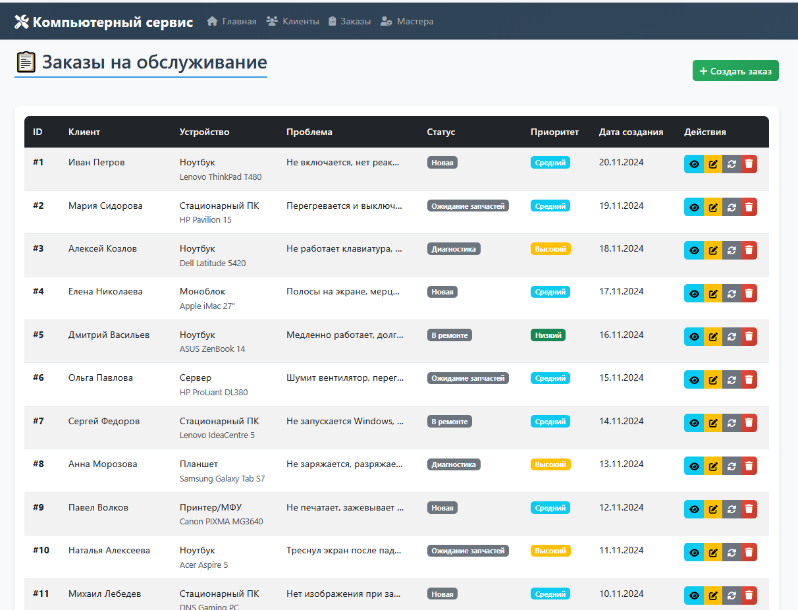 Компьютерный сервис Главная Клиенты Заказы Мастера
Заказы на обслуживание
+ Создать заказ
ID Клиент Устройство Проблема Статус Приоритет Дата создания Действия
#1 Иван Петров Ноутбук Не включается, нет реак... Новая Средний 20.11.2024
Lenovo ThinkPad T480
#2 Мария Сидорова Стационарный ПК Перегревается и выключ... Ожидание запчастей Средний 19.11.2024
HP Pavilion 15
#3 Алексей Козлов Ноутбук Не работает клавиатура, ... Диагностика Высокий 18.11.2024
Dell Latitude 5420
#4 Елена Николаева Моноблок Полосы на экране, мерц... Новая Средний 17.11.2024
Apple iMac 27"
#5 Дмитрий Васильев Ноутбук Медленно работает, долг... В ремонте Низкий 16.11.2024
ASUS ZenBook 14
#6 Ольга Павлова Сервер Шумит вентилятор, перег... Ожидание запчастей Средний 15.11.2024
HP ProLiant DL380
#7 Сергей Федоров Стационарный ПК Не запускается Windows, ... В ремонте Средний 14.11.2024
Lenovo IdeaCentre 5
#8 Анна Морозова Планшет Не заряжается, разряжае... Диагностика Высокий 13.11.2024
Samsung Galaxy Tab S7
#9 Павел Волков Принтер/МФУ Не печатает, зажевывает ... Новая Средний 12.11.2024
Canon PIXMA MG3640
#10 Наталья Алексеева Ноутбук Треснул экран после пад... Ожидание запчастей Высокий 11.11.2024
Acer Aspire 5
#11 Михаил Лебедев Стационарный ПК Нет изображения при за... Новая Средний 10.11.2024
DNS Gaming PC